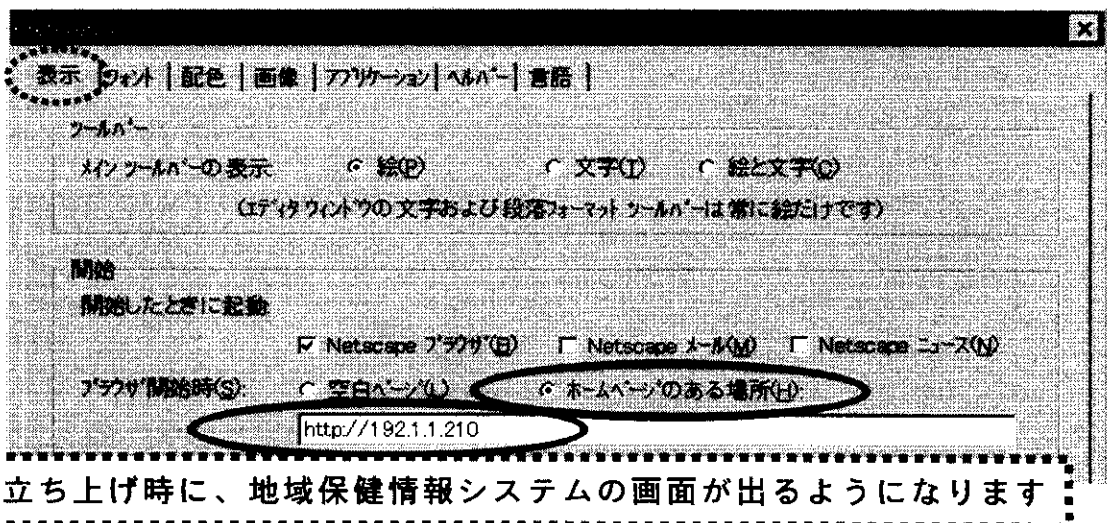 表示 | フォント | 配色 | 画像 | アプリケーション | ヘルパー | 言語 |
ツールバー
メイン ツールバーの表示 絵(P) 文字(T) 絵と文字(C)
(エディタ ウィンドウの文字および段落フォーマット ツールバーは常に絵だけです)
開始
開始したときに起動
Netscape ブラウザ(B) Netscape メール(M) Netscape ニュース(N)
ブラウザ開始時(S): 空白ページ(L) ホームページのある場所(H):
http://192.1.1.210
立ち上げ時に、地域保健情報システムの画面が出るようになります